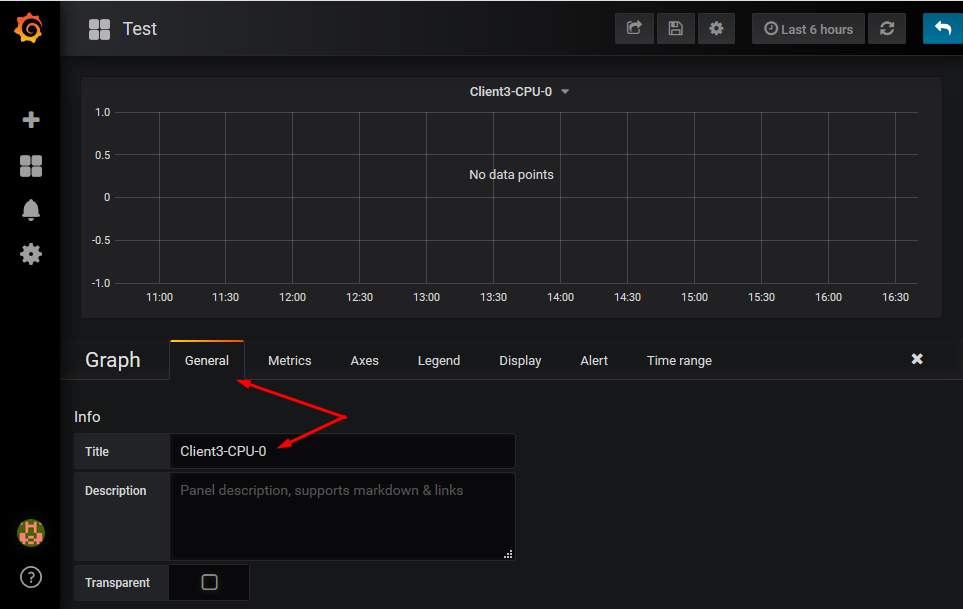 Test
Last 6 hours
Client3-CPU-0
1.0
0.5
0
-0.5
-1.0
No data points
11:00 11:30 12:00 12:30 13:00 13:30 14:00 14:30 15:00 15:30 16:00 16:30
Graph General Metrics Axes Legend Display Alert Time range
Info
Title Client3-CPU-0
Description Panel description, supports markdown & links
Transparent
?